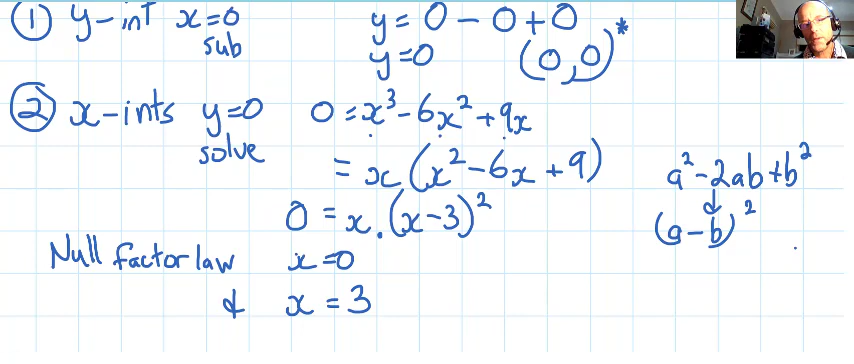 ① y-int x=0 y = 0 - 0 + 0
sub y=0 (0,0)*
② x-ints y=0 0 = x³ - 6x² + 9x
solve = x(x² - 6x + 9) a² - 2ab + b²
0 = x.(x-3)² ↓ (a-b)²
Null factor law x=0
& x = 3